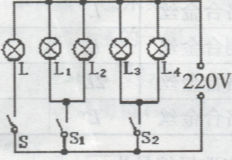 L L₁ L₂ L₃ L₄
220V
S S₁ S₂